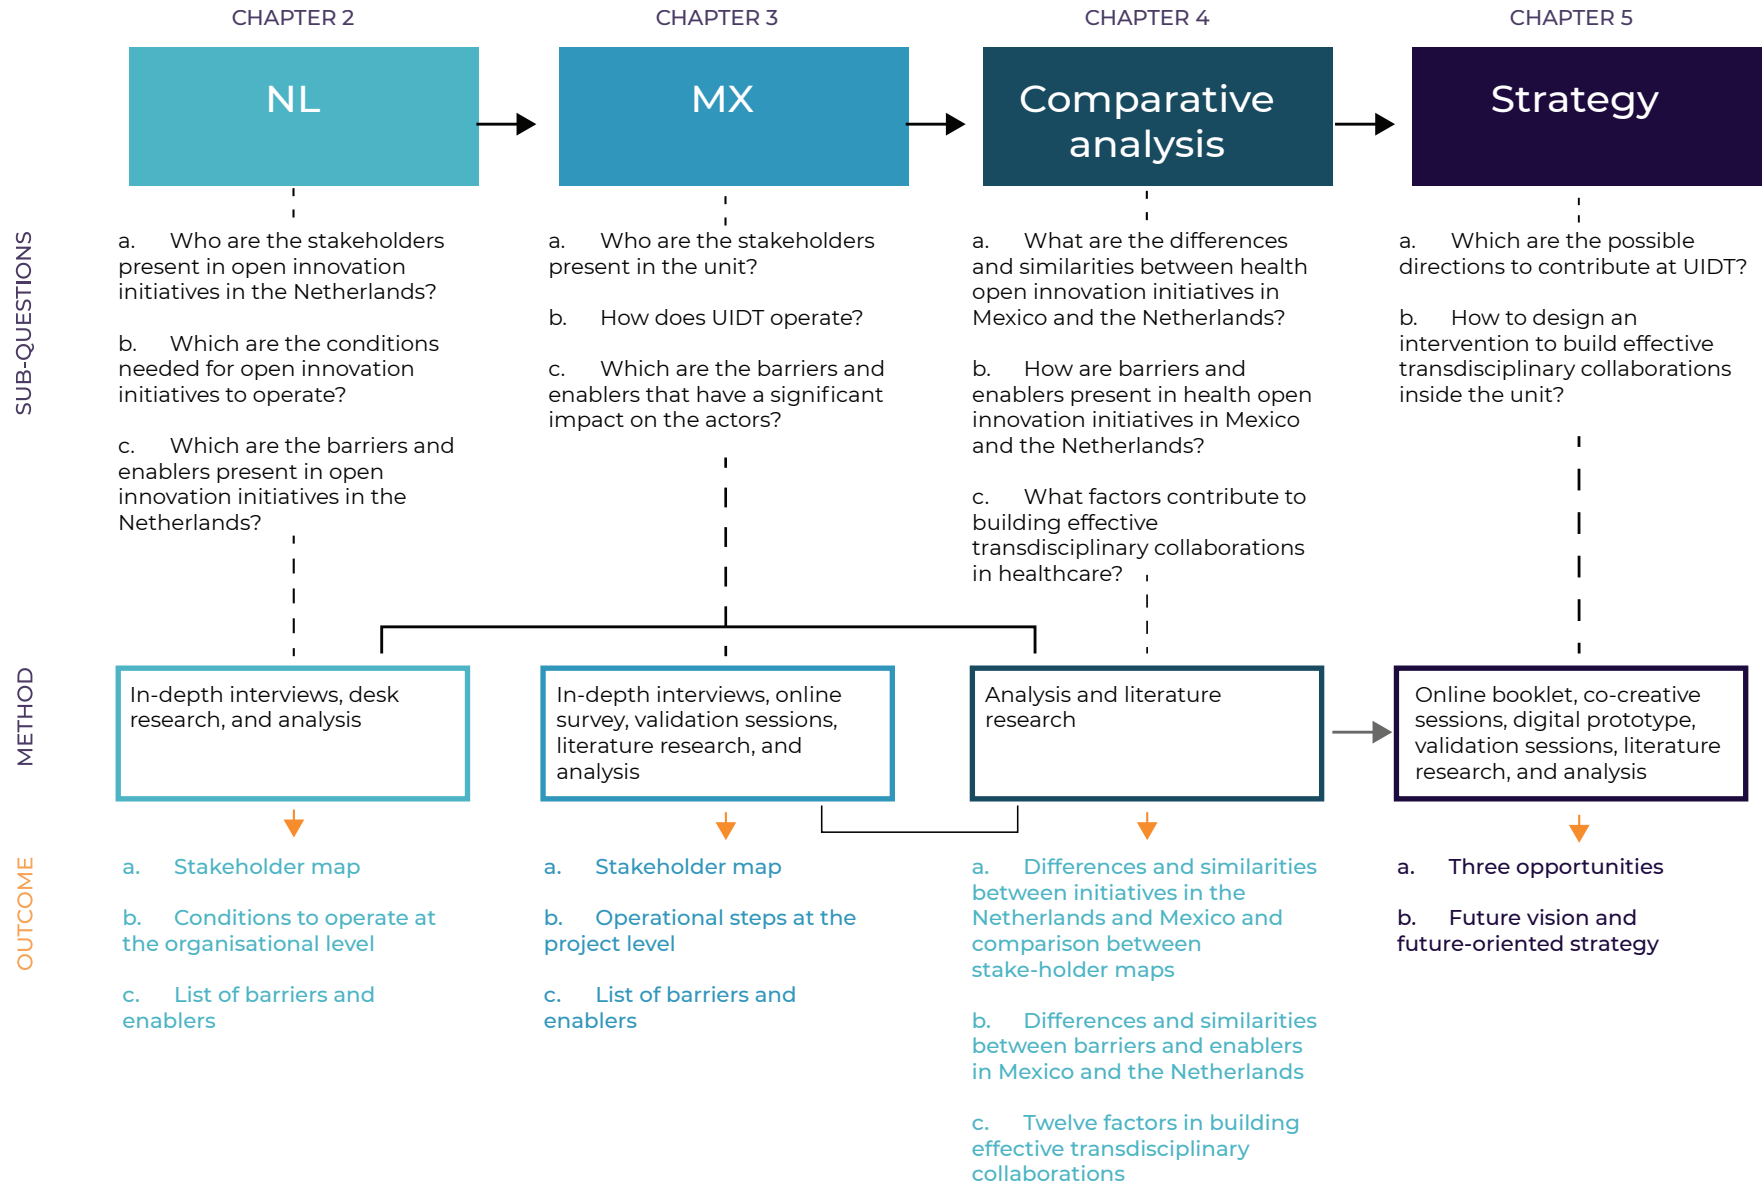 CHAPTER 2
CHAPTER 3
CHAPTER 4
CHAPTER 5
NL
MX
Comparative
analysis
Strategy
SUB-QUESTIONS
a. Who are the stakeholders
present in open innovation
initiatives in the Netherlands?
b. Which are the conditions
needed for open innovation
initiatives to operate?
c. Which are the barriers and
enablers present in open
innovation initiatives in the
Netherlands?
a. Who are the stakeholders
present in the unit?
b. How does UIDT operate?
c. Which are the barriers and
enablers that have a significant
impact on the actors?
a. What are the differences
and similarities between health
open innovation initiatives in
Mexico and the Netherlands?
b. How are barriers and
enablers present in health open
innovation initiatives in Mexico
and the Netherlands?
c. What factors contribute to
building effective
transdisciplinary collaborations
in healthcare?
a. Which are the possible
directions to contribute at UIDT?
b. How to design an
intervention to build effective
transdisciplinary collaborations
inside the unit?
METHOD
In-depth interviews, desk
research, and analysis
In-depth interviews, online
survey, validation sessions,
literature research, and
analysis
Analysis and literature
research
Online booklet, co-creative
sessions, digital prototype,
validation sessions, literature
research, and analysis
OUTCOME
a. Stakeholder map
b. Conditions to operate at
the organisational level
c. List of barriers and
enablers
a. Stakeholder map
b. Operational steps at the
project level
c. List of barriers and
enablers
a. Differences and similarities
between initiatives in the
Netherlands and Mexico and
comparison between
stake-holder maps
b. Differences and similarities
between barriers and enablers
in Mexico and the Netherlands
c. Twelve factors in building
effective transdisciplinary
collaborations
a. Three opportunities
b. Future vision and
future-oriented strategy